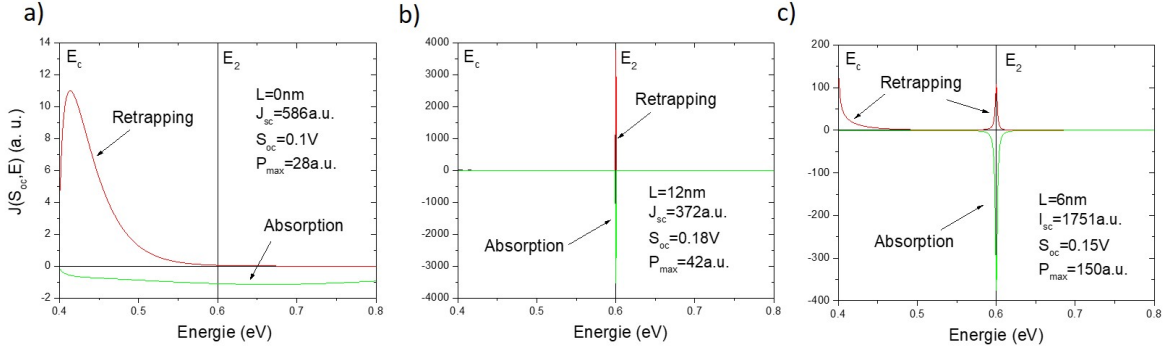 a)
J(S_oc,E) (a. u.)
14
12
10
8
6
4
2
0
-2
E_c
E_2
Retrapping
L=0nm
J_sc=586a.u.
S_oc=0.1V
P_max=28a.u.
Absorption
0.4 0.5 0.6 0.7 0.8
Energie (eV)
b)
4000
3000
2000
1000
0
-1000
-2000
-3000
-4000
E_c
E_2
Retrapping
Absorption
L=12nm
J_sc=372a.u.
S_oc=0.18V
P_max=42a.u.
0.4 0.5 0.6 0.7 0.8
Energie (eV)
c)
200
100
0
-100
-200
-300
-400
E_c
E_2
Retrapping
Absorption
L=6nm
I_sc=1751a.u.
S_oc=0.15V
P_max=150a.u.
0.4 0.5 0.6 0.7 0.8
Energie (eV)